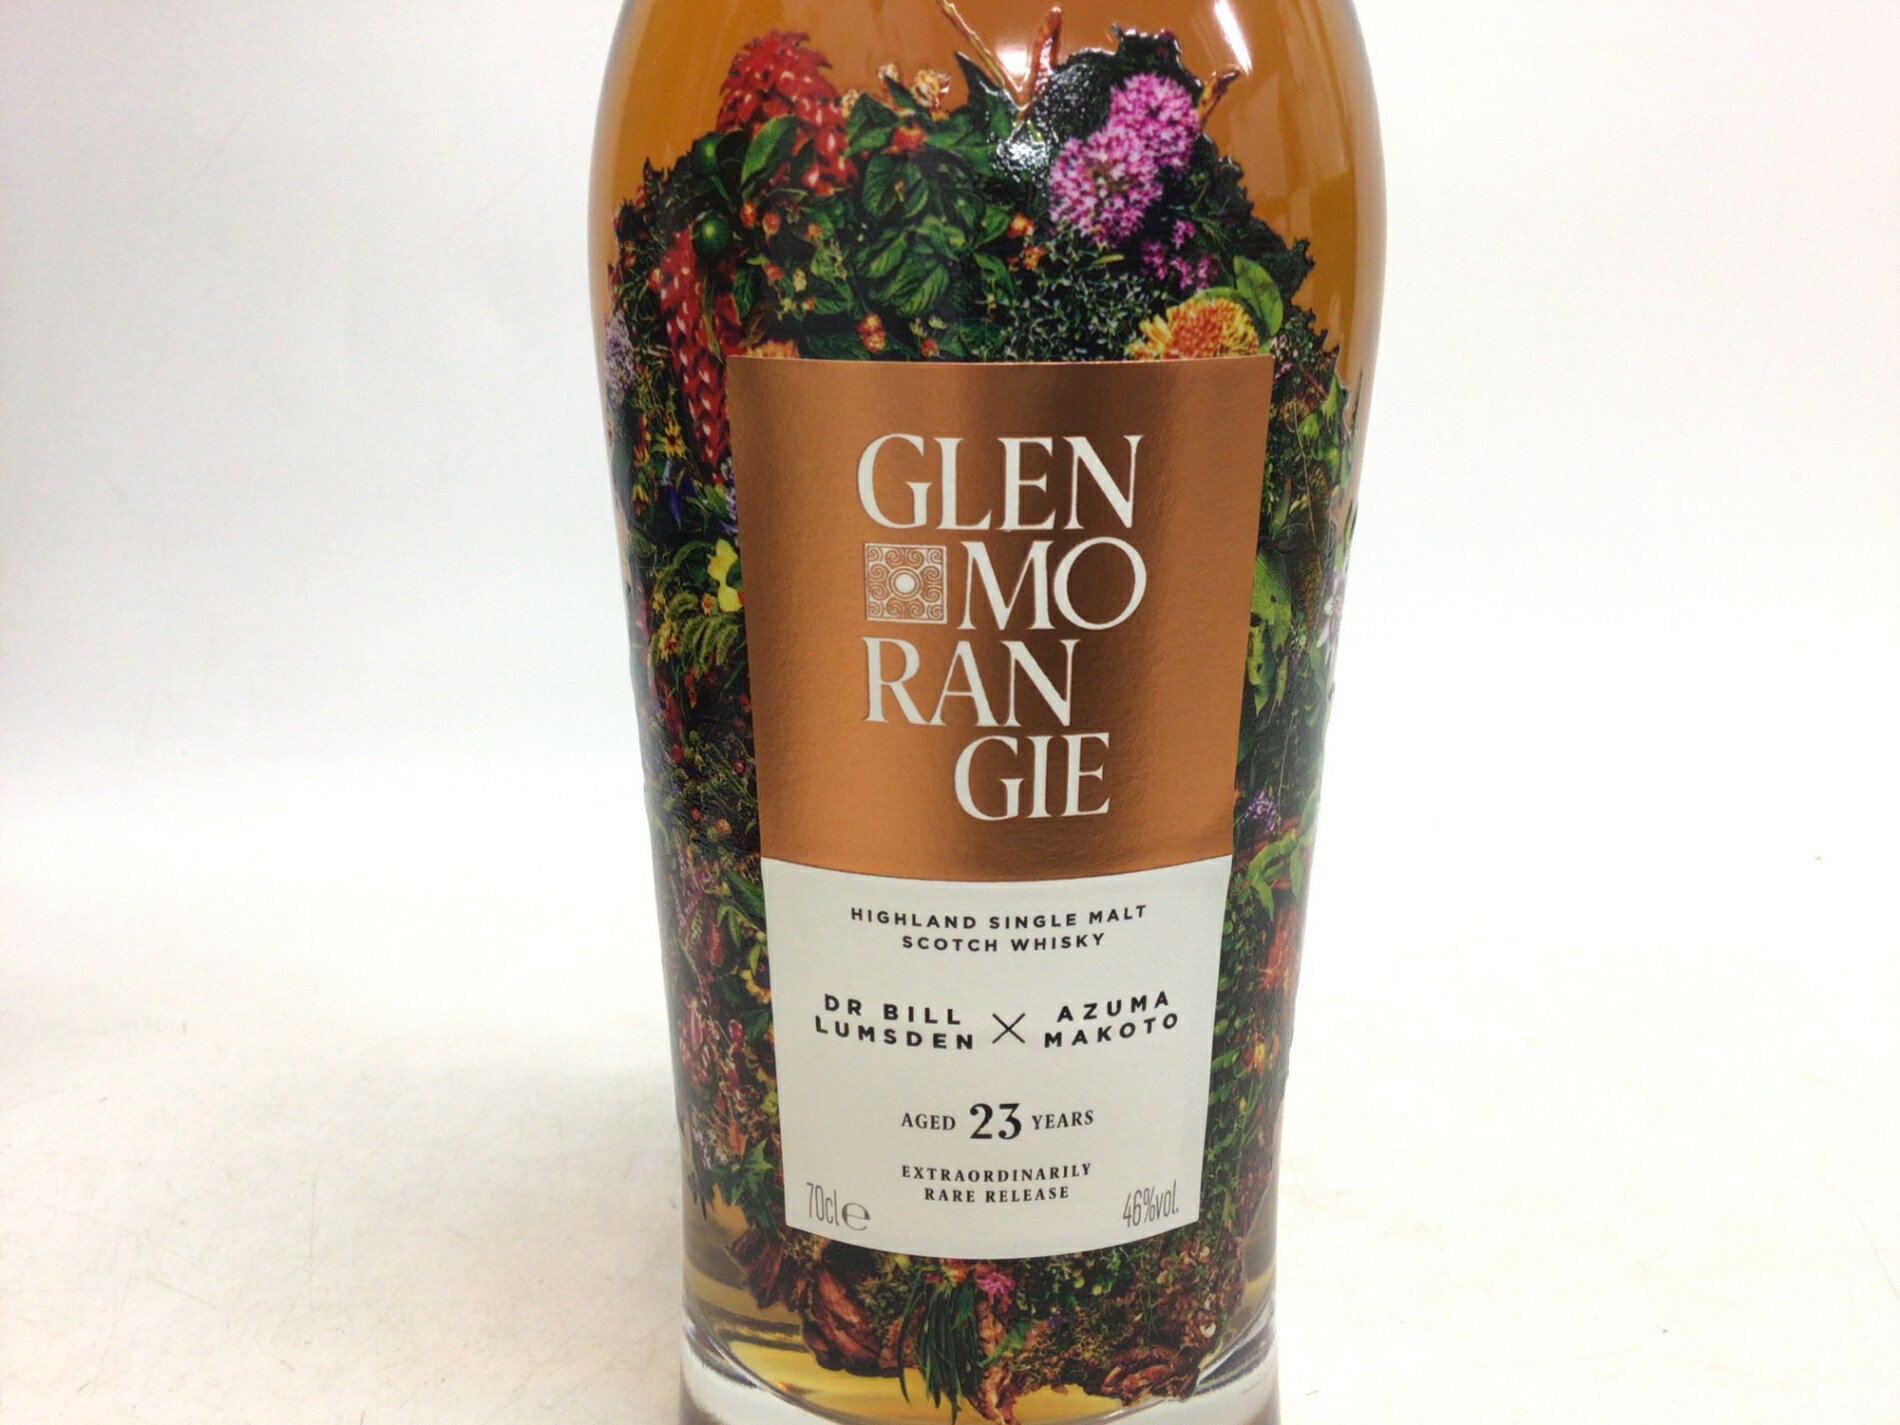 GLEN
MO
RAN
GIE
HIGHLAND SINGLE MALT
SCOTCH WHISKY
DR BILL LUMSDEN X AZUMA MAKOTO
AGED 23 YEARS
EXTRAORDINARILY
RARE RELEASE
70cl e 46%vol.